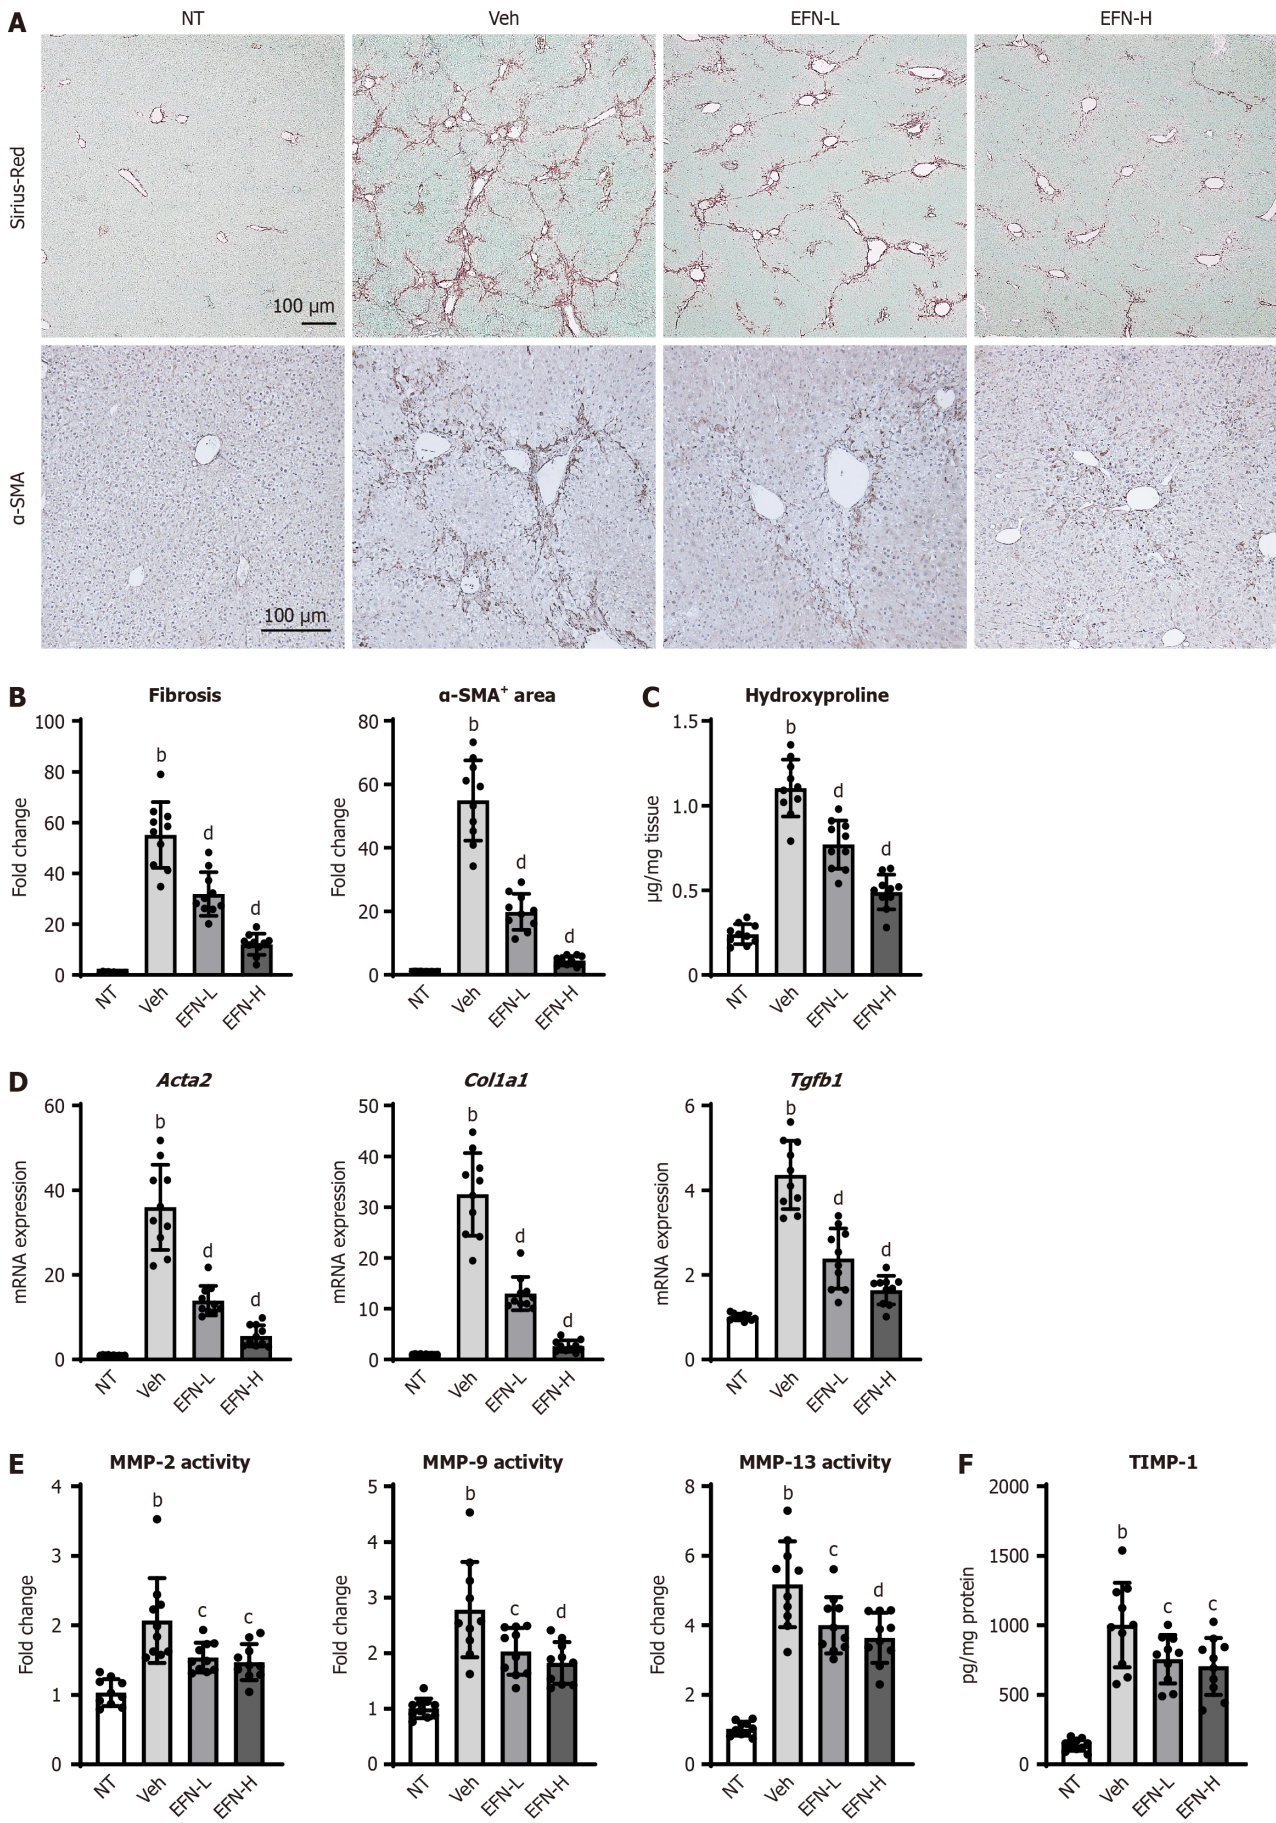 A
NT Veh EFN-L EFN-H
Sirius-Red
100 µm
α-SMA
100 µm
B
Fibrosis
Fold change
100
80
60
40
20
0
b
d
d
NT Veh EFN-L EFN-H
α-SMA⁺ area
Fold change
80
60
40
20
0
b
d
d
NT Veh EFN-L EFN-H
C
Hydroxyproline
µg/mg tissue
1.5
1.0
0.5
0
b
d
d
NT Veh EFN-L EFN-H
D
Acta2
mRNA expression
60
40
20
0
b
d
d
NT Veh EFN-L EFN-H
Col1a1
mRNA expression
50
40
30
20
10
0
b
d
d
NT Veh EFN-L EFN-H
Tgfb1
mRNA expression
6
4
2
0
b
d
d
NT Veh EFN-L EFN-H
E
MMP-2 activity
Fold change
4
3
2
1
0
b
c
c
NT Veh EFN-L EFN-H
MMP-9 activity
Fold change
5
4
3
2
1
0
b
c
d
NT Veh EFN-L EFN-H
MMP-13 activity
Fold change
8
6
4
2
0
b
c
d
NT Veh EFN-L EFN-H
F
TIMP-1
pg/mg protein
2000
1500
1000
500
0
b
c
c
NT Veh EFN-L EFN-H